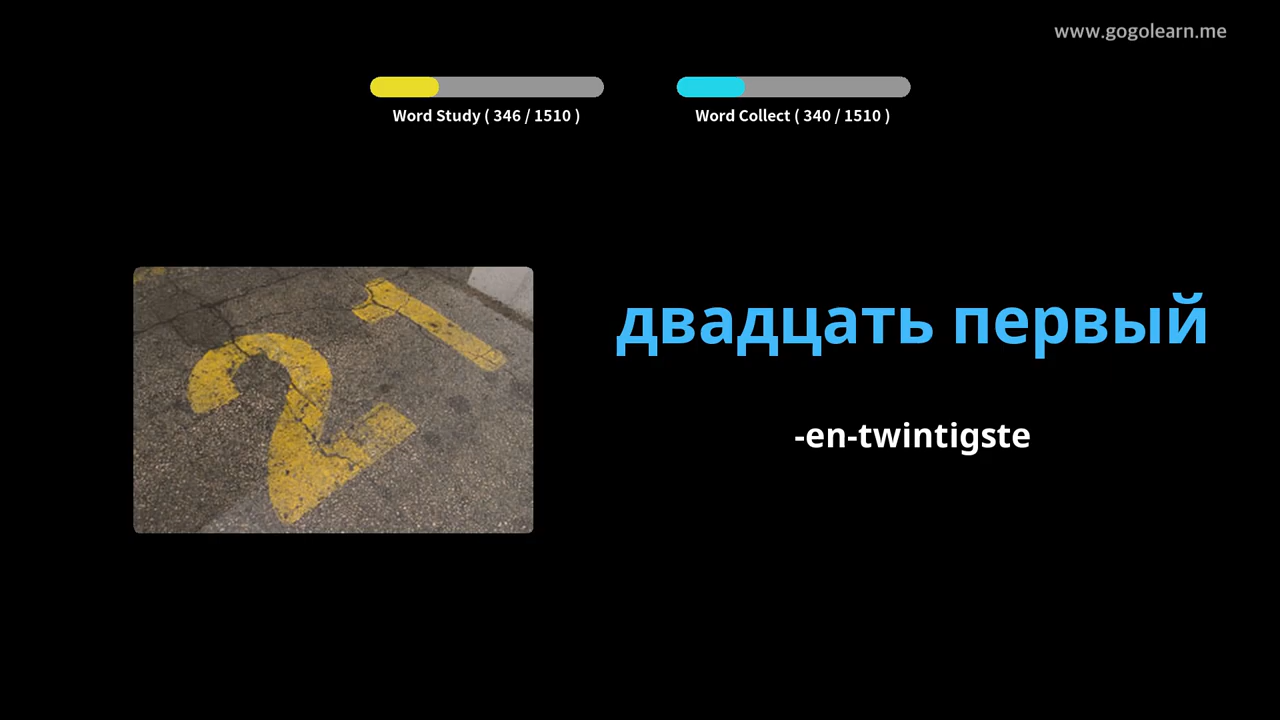 www.gogolearn.me
Word Study ( 346 / 1510 )
Word Collect ( 340 / 1510 )
21
двадцать первый
-en-twintigste